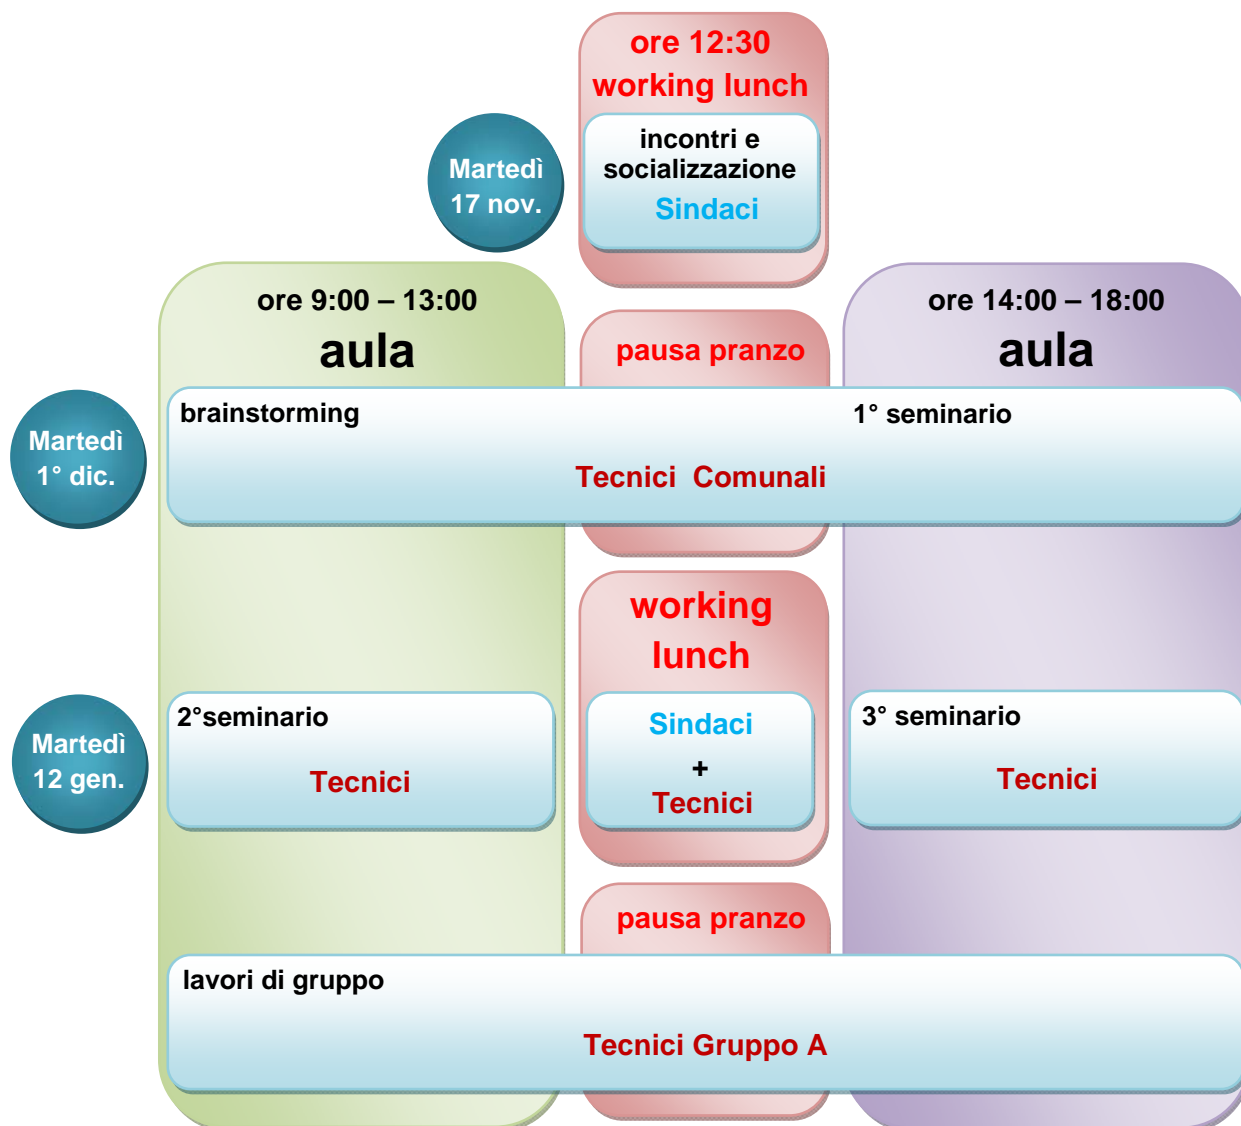 ore 12:30
working lunch
Martedì
17 nov.
incontri e
socializzazione
Sindaci
ore 9:00 – 13:00
aula
pausa pranzo
ore 14:00 – 18:00
aula
Martedì
1° dic.
brainstorming
1° seminario
Tecnici  Comunali
working
lunch
Martedì
12 gen.
2°seminario
Tecnici
Sindaci
+
Tecnici
3° seminario
Tecnici
pausa pranzo
lavori di gruppo
Tecnici Gruppo A